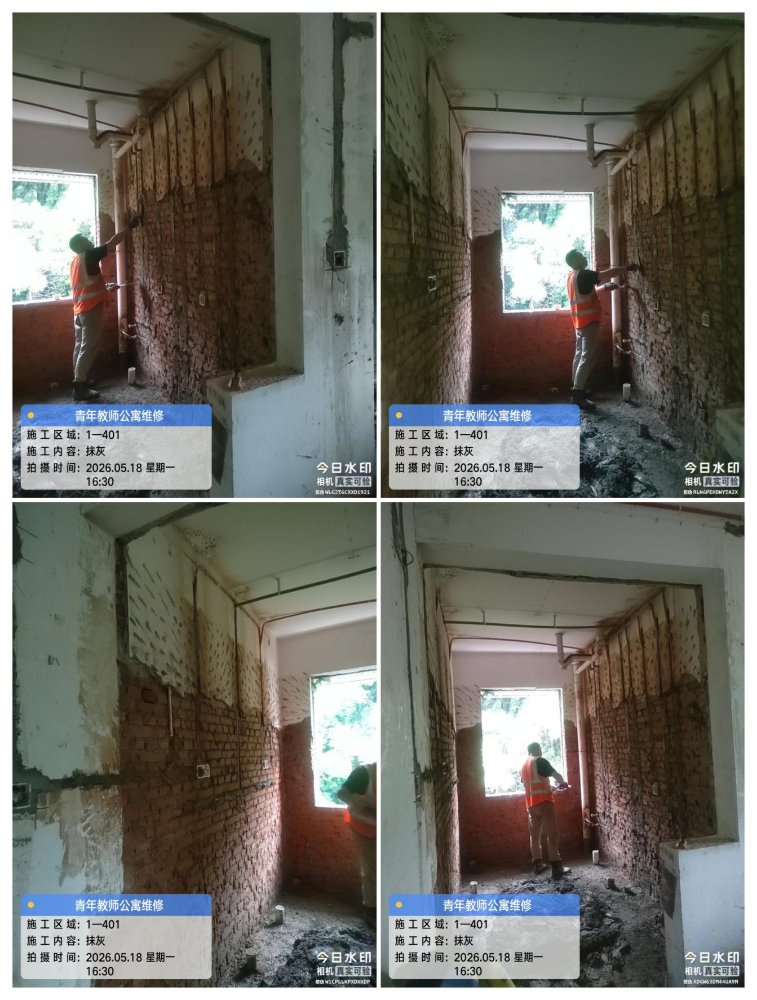 青年教师公寓维修
施工区域：1—401
施工内容：抹灰
拍摄时间：2026.05.18 星期一
16:30
今日水印
相机 真实可验
防伪 WLG2T6CXXD1921
青年教师公寓维修
施工区域：1—401
施工内容：抹灰
拍摄时间：2026.05.18 星期一
16:30
今日水印
相机 真实可验
防伪 RLN6PEHDWYTA2X
青年教师公寓维修
施工区域：1—401
施工内容：抹灰
拍摄时间：2026.05.18 星期一
16:30
今日水印
相机 真实可验
防伪 W1CPLLKPXDXKDP
青年教师公寓维修
施工区域：1—401
施工内容：抹灰
拍摄时间：2026.05.18 星期一
16:30
今日水印
相机 真实可验
防伪 XDGW63DM44UA9M